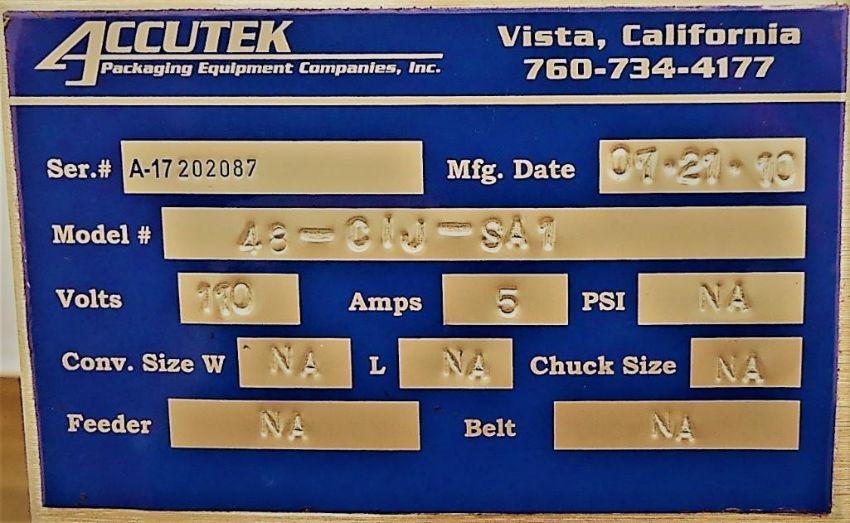 ACCUTEK Vista, California
Packaging Equipment Companies, Inc. 760-734-4177
Ser.# A-17202087 Mfg. Date 07-21-10
Model # 48-CIJ-SA1
Volts 110 Amps 5 PSI NA
Conv. Size W NA L NA Chuck Size NA
Feeder NA Belt NA